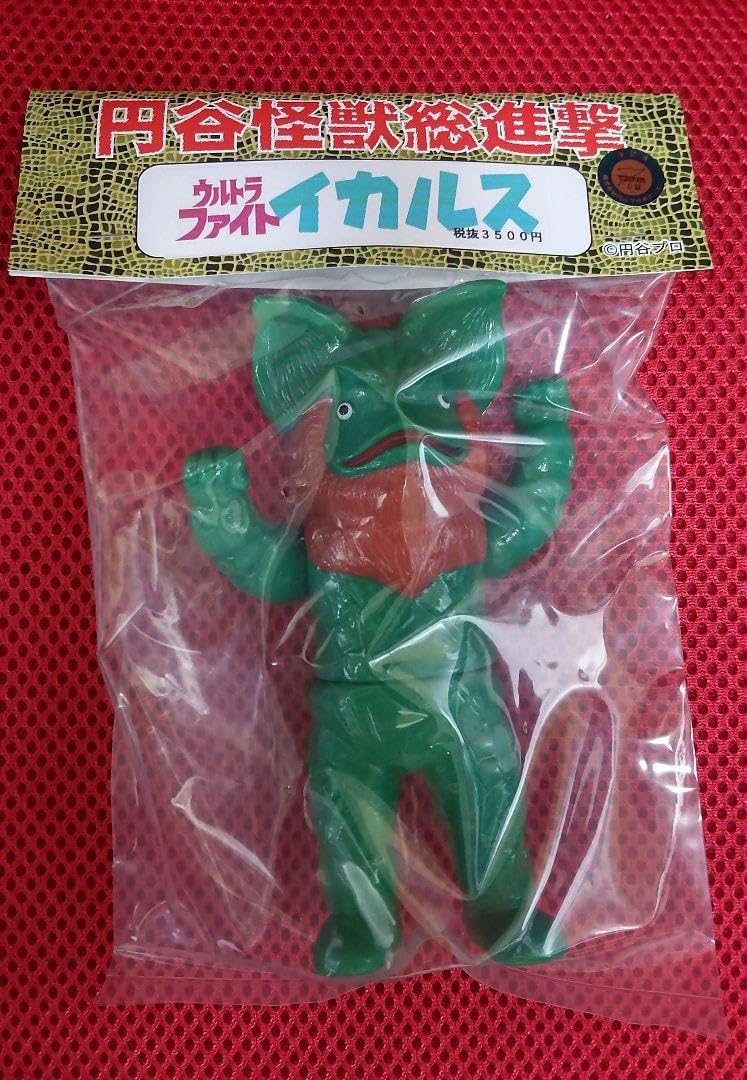 円谷怪獣総進撃
ウルトラ
ファイト
イカルス
税抜3500円
©円谷プロ